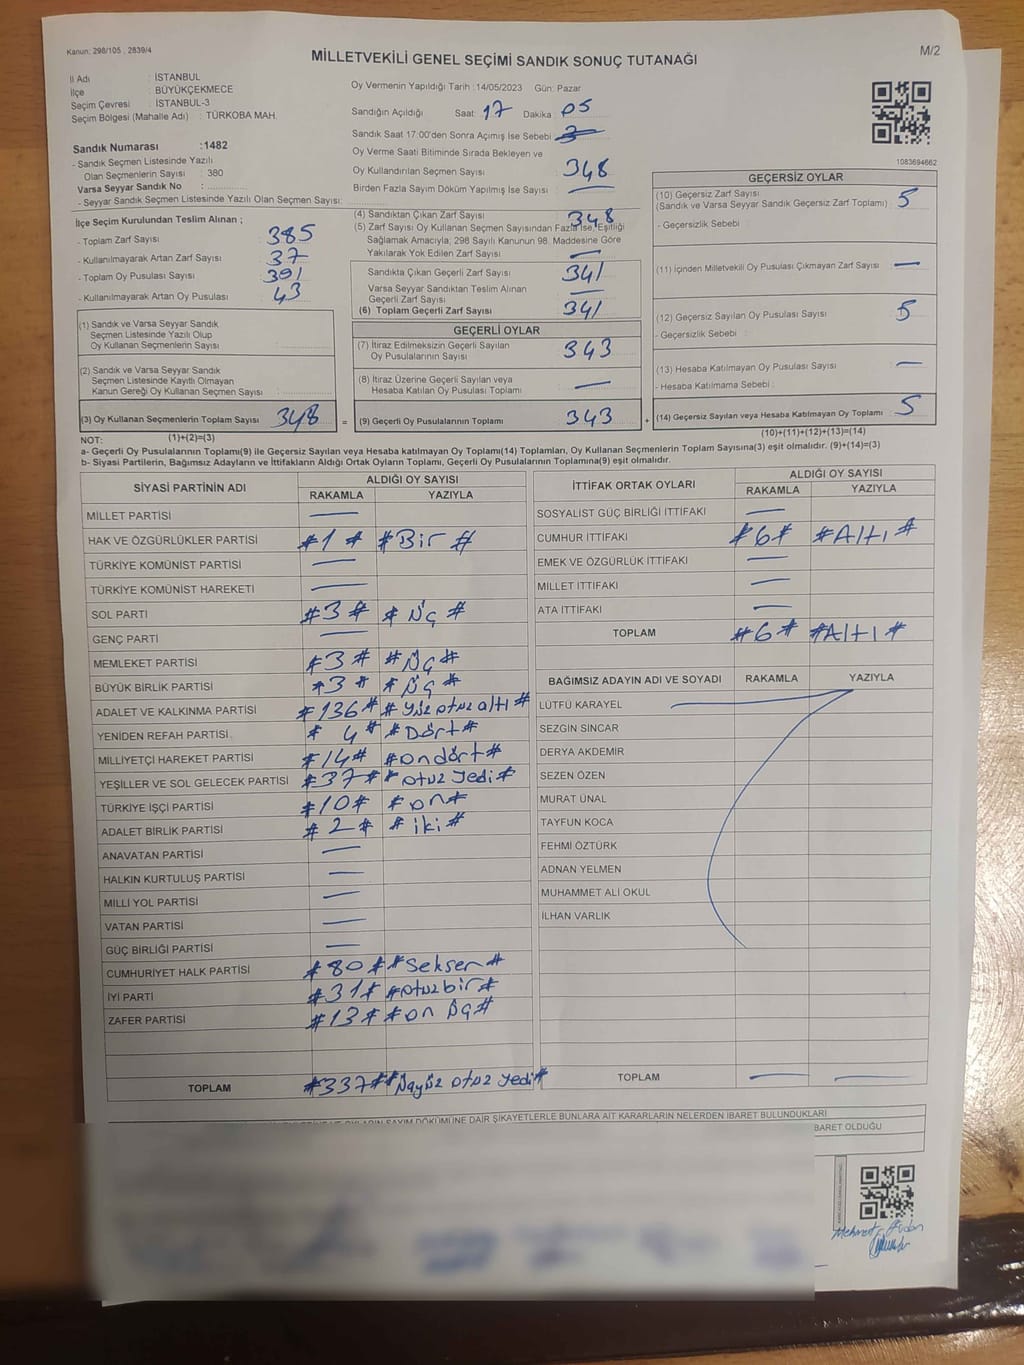 Kanun: 298/105 , 2839/4
M/2
MİLLETVEKİLİ GENEL SEÇİMİ SANDIK SONUÇ TUTANAĞI
İl Adı : İSTANBUL
İlçe : BÜYÜKÇEKMECE
Seçim Çevresi : İSTANBUL-3
Seçim Bölgesi (Mahalle Adı) : TÜRKOBA MAH.
Sandık Numarası :1482
- Sandık Seçmen Listesinde Yazılı
Olan Seçmenlerin Sayısı : 380
Varsa Seyyar Sandık No :
- Seyyar Sandık Seçmen Listesinde Yazılı Olan Seçmen Sayısı:
İlçe Seçim Kurulundan Teslim Alınan ;
- Toplam Zarf Sayısı : 385
- Kullanılmayarak Artan Zarf Sayısı : 37
- Toplam Oy Pusulası Sayısı : 391
- Kullanılmayarak Artan Oy Pusulası : 43
(1) Sandık ve Varsa Seyyar Sandık
Seçmen Listesinde Yazılı Olup
Oy Kullanan Seçmenlerin Sayısı :
(2) Sandık ve Varsa Seyyar Sandık
Seçmen Listesinde Kayıtlı Olmayan
Kanun Gereği Oy Kullanan Seçmen Sayısı :
(3) Oy Kullanan Seçmenlerin Toplam Sayısı : 348 =
(1)+(2)=(3)
Oy Vermenin Yapıldığı Tarih :14/05/2023 Gün: Pazar
Sandığın Açıldığı Saat: 17 Dakika : 05
Sandık Saat 17:00'den Sonra Açımış İse Sebebi :
Oy Verme Saati Bitiminde Sırada Bekleyen ve
Oy Kullandırılan Seçmen Sayısı : 348
Birden Fazla Sayım Döküm Yapılmış İse Sayısı : —
(4) Sandıktan Çıkan Zarf Sayısı : 348
(5) Zarf Sayısı Oy Kullanan Seçmen Sayısından Fazla İse, Eşitliği
Sağlamak Amacıyla, 298 Sayılı Kanunun 98. Maddesine Göre
Yakılarak Yok Edilen Zarf Sayısı : —
Sandıkta Çıkan Geçerli Zarf Sayısı : 341
Varsa Seyyar Sandıktan Teslim Alınan
Geçerli Zarf Sayısı : —
(6) Toplam Geçerli Zarf Sayısı : 341
GEÇERLİ OYLAR
(7) İtiraz Edilmeksizin Geçerli Sayılan
Oy Pusulalarının Sayısı : 343
(8) İtiraz Üzerine Geçerli Sayılan veya
Hesaba Katılan Oy Pusulası Toplamı : —
(9) Geçerli Oy Pusulalarının Toplamı : 343 +
GEÇERSİZ OYLAR
1083694662
(10) Geçersiz Zarf Sayısı
(Sandık ve Varsa Seyyar Sandık Geçersiz Zarf Toplamı) : 5
- Geçersizlik Sebebi :
(11) İçinden Milletvekili Oy Pusulası Çıkmayan Zarf Sayısı : —
(12) Geçersiz Sayılan Oy Pusulası Sayısı : 5
- Geçersizlik Sebebi :
(13) Hesaba Katılmayan Oy Pusulası Sayısı : —
- Hesaba Katılmama Sebebi :
(14) Geçersiz Sayılan veya Hesaba Katılmayan Oy Toplamı : 5
(10)+(11)+(12)+(13)=(14)
NOT:
a- Geçerli Oy Pusulalarının Toplamı(9) ile Geçersiz Sayılan veya Hesaba katılmayan Oy Toplamı(14) Toplamları, Oy Kullanan Seçmenlerin Toplam Sayısına(3) eşit olmalıdır. (9)+(14)=(3)
b- Siyasi Partilerin, Bağımsız Adayların ve İttifakların Aldığı Ortak Oyların Toplamı, Geçerli Oy Pusulalarının Toplamına(9) eşit olmalıdır.
SİYASİ PARTİNİN ADI ALDIĞI OY SAYISI
RAKAMLA YAZIYLA
MİLLET PARTİSİ —
HAK VE ÖZGÜRLÜKLER PARTİSİ #1# #Bir#
TÜRKİYE KOMÜNİST PARTİSİ —
TÜRKİYE KOMÜNİST HAREKETİ —
SOL PARTİ #3# #Üç#
GENÇ PARTİ —
MEMLEKET PARTİSİ #3# #Üç#
BÜYÜK BİRLİK PARTİSİ #3# #Üç#
ADALET VE KALKINMA PARTİSİ #136# #Yüz otuz altı#
YENİDEN REFAH PARTİSİ #4# #Dört#
MİLLİYETÇİ HAREKET PARTİSİ #14# #ondört#
YEŞİLLER VE SOL GELECEK PARTİSİ #37# #otuz yedi#
TÜRKİYE İŞÇİ PARTİSİ #10# #on#
ADALET BİRLİK PARTİSİ #2# #iki#
ANAVATAN PARTİSİ —
HALKIN KURTULUŞ PARTİSİ —
MİLLİ YOL PARTİSİ —
VATAN PARTİSİ —
GÜÇ BİRLİĞİ PARTİSİ —
CUMHURİYET HALK PARTİSİ #80# #Seksen#
İYİ PARTİ #31# #otuzbir#
ZAFER PARTİSİ #13# #on üç#
TOPLAM #337# #Üçyüz otuz yedi#
İTTİFAK ORTAK OYLARI ALDIĞI OY SAYISI
RAKAMLA YAZIYLA
SOSYALİST GÜÇ BİRLİĞİ İTTİFAKI —
CUMHUR İTTİFAKI #6# #Altı#
EMEK VE ÖZGÜRLÜK İTTİFAKI —
MİLLET İTTİFAKI —
ATA İTTİFAKI —
TOPLAM #6# #Altı#
BAĞIMSIZ ADAYIN ADI VE SOYADI RAKAMLA YAZIYLA
LÜTFÜ KARAYEL
SEZGİN SİNCAR
DERYA AKDEMİR
SEZEN ÖZEN
MURAT ÜNAL
TAYFUN KOCA
FEHMİ ÖZTÜRK
ADNAN YELMEN
MUHAMMET ALİ OKUL
İLHAN VARLIK
TOPLAM — —
OYLARIN SAYIM DÖKÜMÜNE DAİR ŞİKAYETLERLE BUNLARA AİT KARARLARIN NELERDEN İBARET BULUNDUKLARI
İBARET OLDUĞU
Mehmet